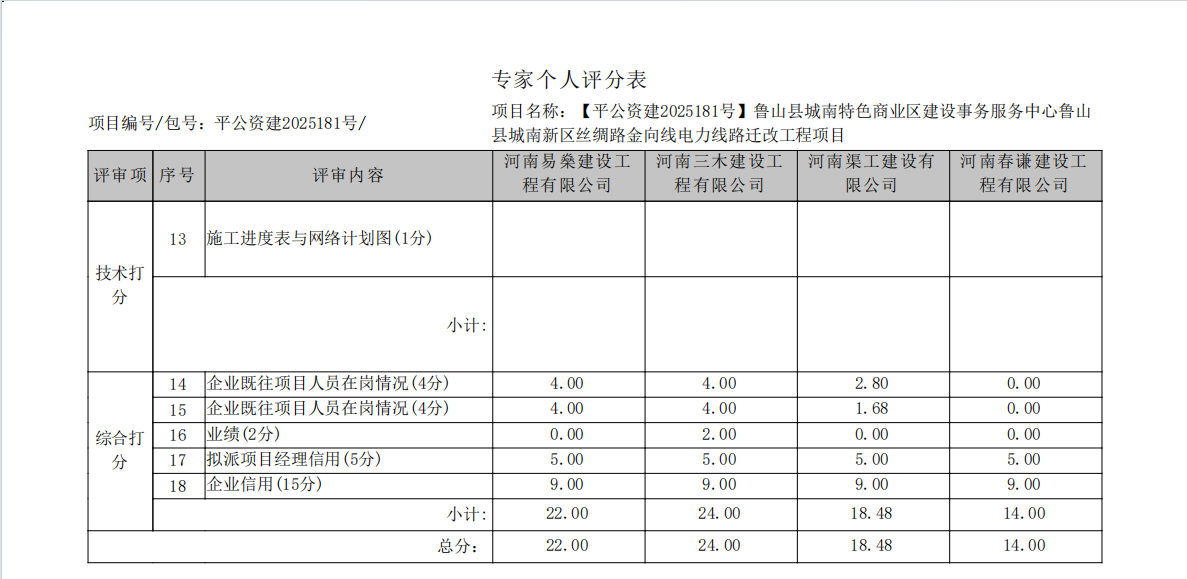 专家个人评分表
项目编号/包号：平公资建2025181号/
项目名称：【平公资建2025181号】鲁山县城南特色商业区建设事务服务中心鲁山
县城南新区丝绸路金向线电力线路迁改工程项目
评审项 序号 评审内容 河南易燊建设工程有限公司 河南三木建设工程有限公司 河南渠工建设有限公司 河南春谦建设工程有限公司
技术打分
13 施工进度表与网络计划图(1分)
小计:
综合打分
14 企业既往项目人员在岗情况(4分) 4.00 4.00 2.80 0.00
15 企业既往项目人员在岗情况(4分) 4.00 4.00 1.68 0.00
16 业绩(2分) 0.00 2.00 0.00 0.00
17 拟派项目经理信用(5分) 5.00 5.00 5.00 5.00
18 企业信用(15分) 9.00 9.00 9.00 9.00
小计: 22.00 24.00 18.48 14.00
总分： 22.00 24.00 18.48 14.00